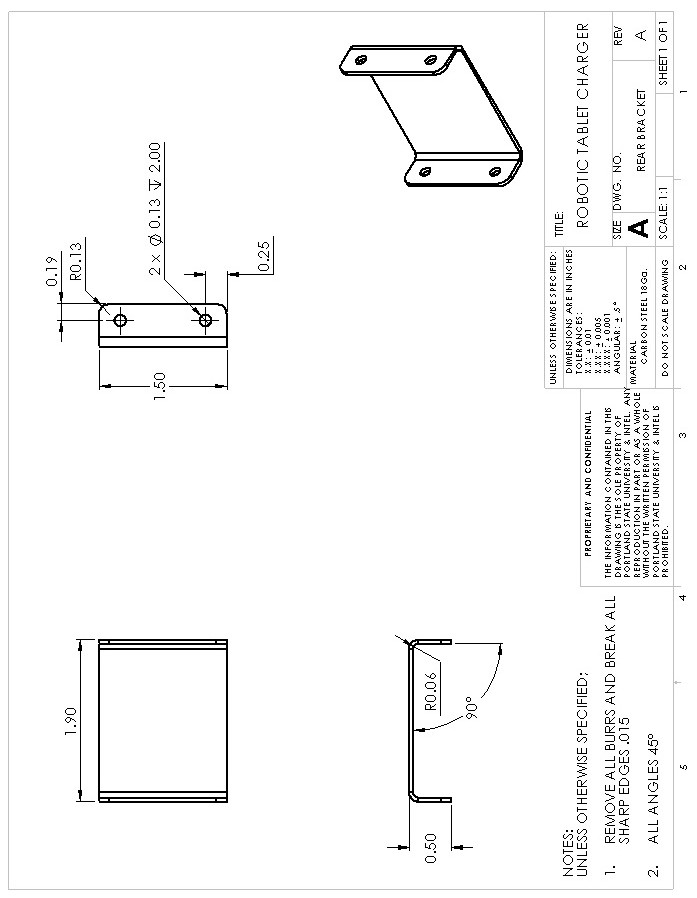 1.90
1.50
0.19
R0.13
2 × ⌀ 0.13 ↧ 2.00
0.25
0.50
R0.06
90°
NOTES:
UNLESS OTHERWISE SPECIFIED;
1. REMOVE ALL BURRS AND BREAK ALL
SHARP EDGES .015
2. ALL ANGLES 45°
PROPRIETARY AND CONFIDENTIAL
THE INFORMATION CONTAINED IN THIS
DRAWING IS THE SOLE PROPERTY OF
PORTLAND STATE UNIVERSITY & INTEL. ANY
REPRODUCTION IN PART OR AS A WHOLE
WITHOUT THE WRITTEN PERMISSION OF
PORTLAND STATE UNIVERSITY & INTEL IS
PROHIBITED.
UNLESS OTHERWISE SPECIFIED:
DIMENSIONS ARE IN INCHES
TOLERANCES:
X.X: ± 0.01
X.XX: ± 0.005
X.XXX: ± 0.001
ANGULAR: ± .5°
MATERIAL
CARBON STEEL 18Ga.
DO NOT SCALE DRAWING
TITLE:
ROBOTIC TABLET CHARGER
SIZE DWG. NO. REV
A REAR BRACKET A
SCALE: 1:1 SHEET 1 OF 1
5 4 3 2 1